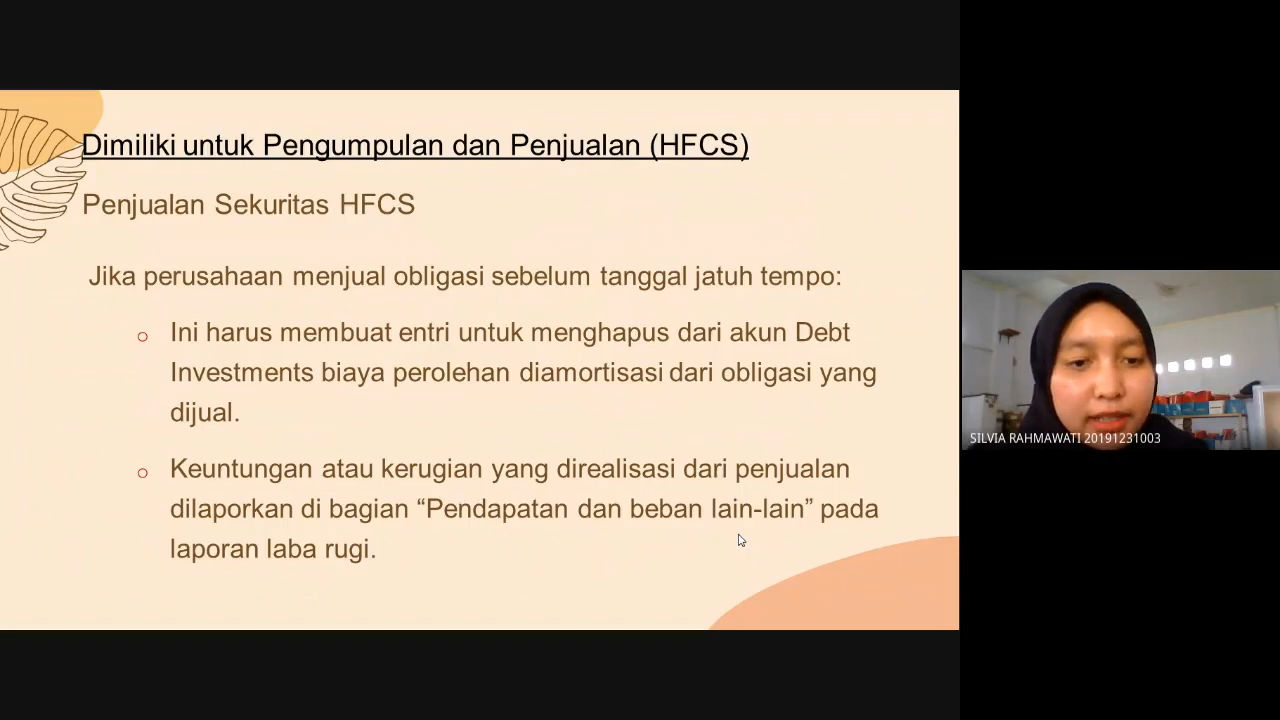 Dimiliki untuk Pengumpulan dan Penjualan (HFCS)
Penjualan Sekuritas HFCS
Jika perusahaan menjual obligasi sebelum tanggal jatuh tempo:
o Ini harus membuat entri untuk menghapus dari akun Debt
Investments biaya perolehan diamortisasi dari obligasi yang
dijual.
o Keuntungan atau kerugian yang direalisasi dari penjualan
dilaporkan di bagian “Pendapatan dan beban lain-lain” pada
laporan laba rugi.
SILVIA RAHMAWATI 20191231003